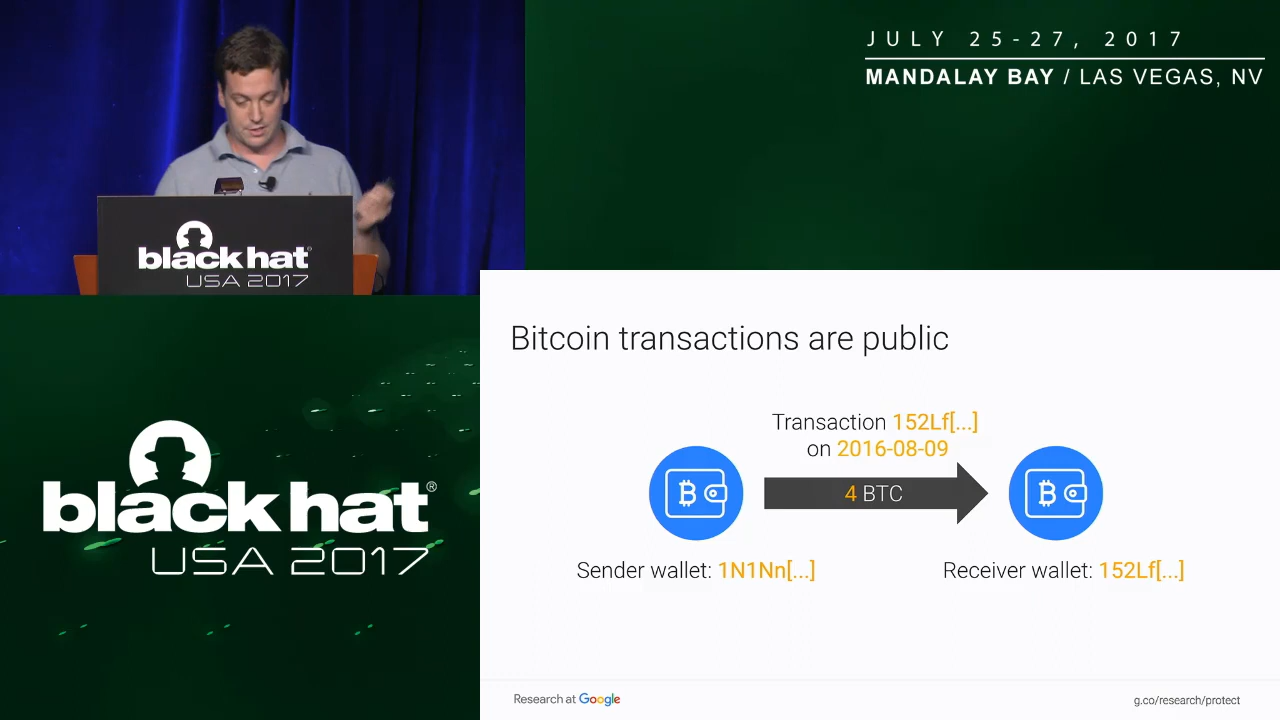 JULY 25-27, 2017
MANDALAY BAY / LAS VEGAS, NV
black hat®
USA 2017
Bitcoin transactions are public
Transaction 152Lf[...]
on 2016-08-09
4 BTC
Sender wallet: 1N1Nn[...]
Receiver wallet: 152Lf[...]
black hat®
USA 2017
Research at Google
g.co/research/protect